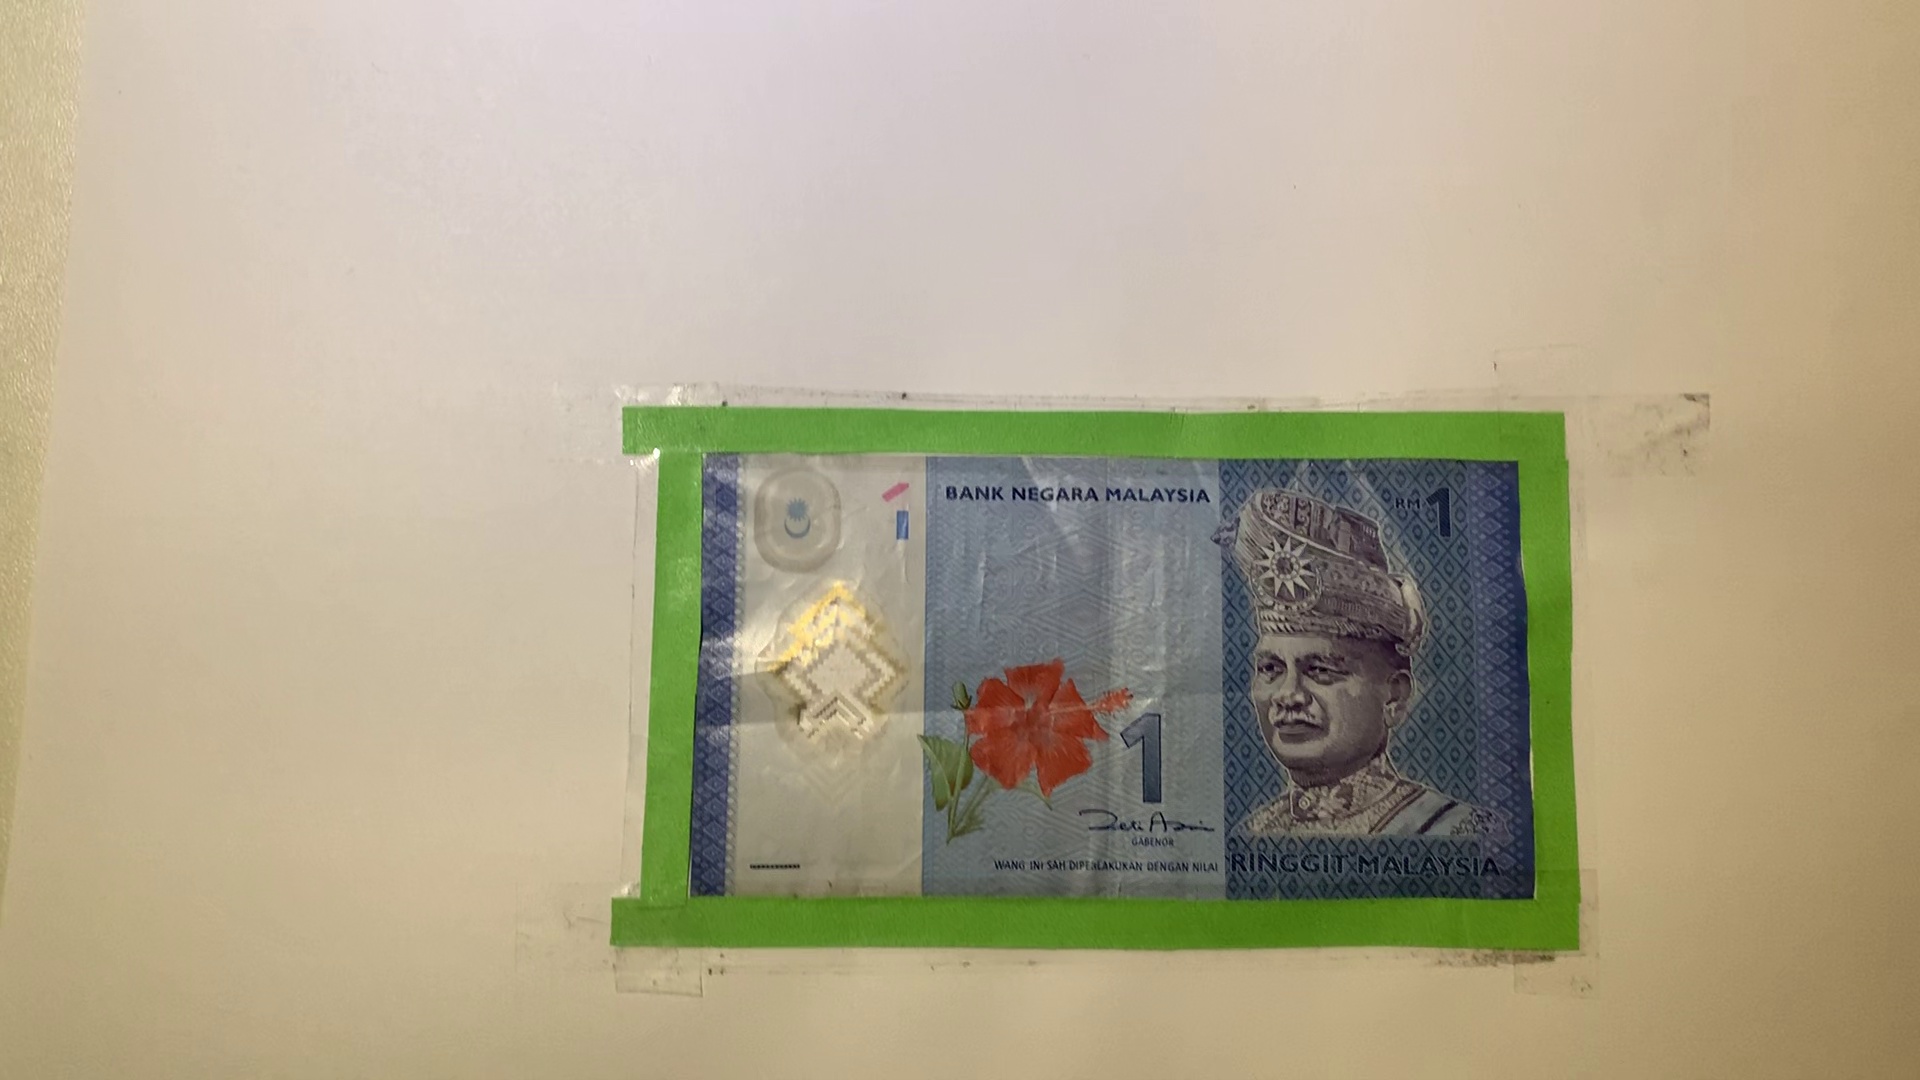 BANK NEGARA MALAYSIA
RM 1
1
GABENOR
WANG INI SAH DIPERLAKUKAN DENGAN NILAI
RINGGIT MALAYSIA